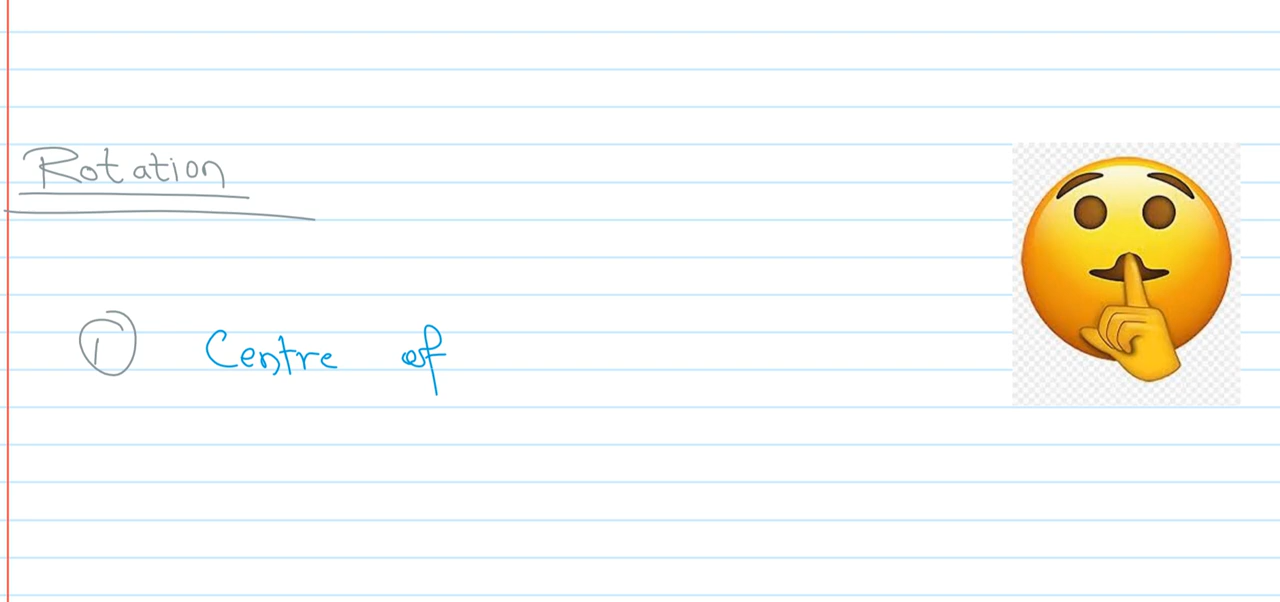 Rotation
① Centre of